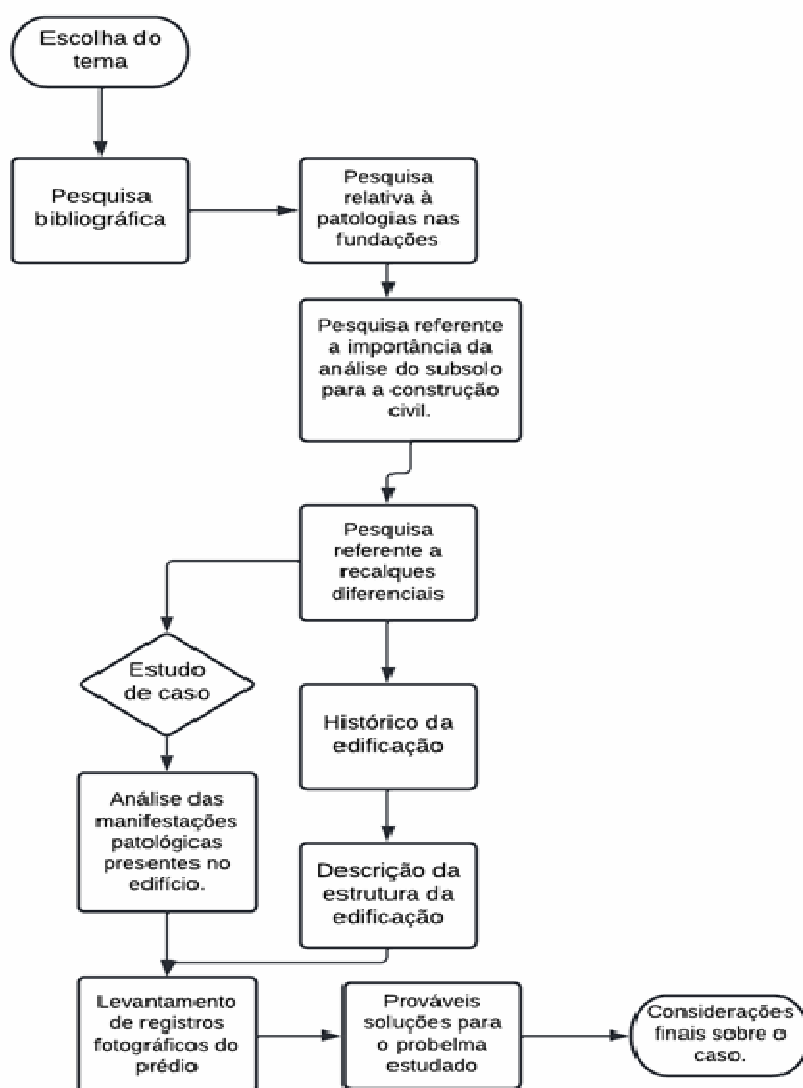 Escolha do
tema
Pesquisa
bibliográfica
Pesquisa
relativa à
patologias nas
fundações
Pesquisa referente
a importância da
análise do subsolo
para a construção
civil.
Pesquisa
referente a
recalques
diferenciais
Estudo
de caso
Histórico da
edificação
Análise das
manifestações
patológicas
presentes no
edifício.
Descrição da
estrutura da
edificação
Levantamento
de registros
fotográficos do
prédio
Prováveis
soluções para
o probelma
estudado
Considerações
finais sobre o
caso.